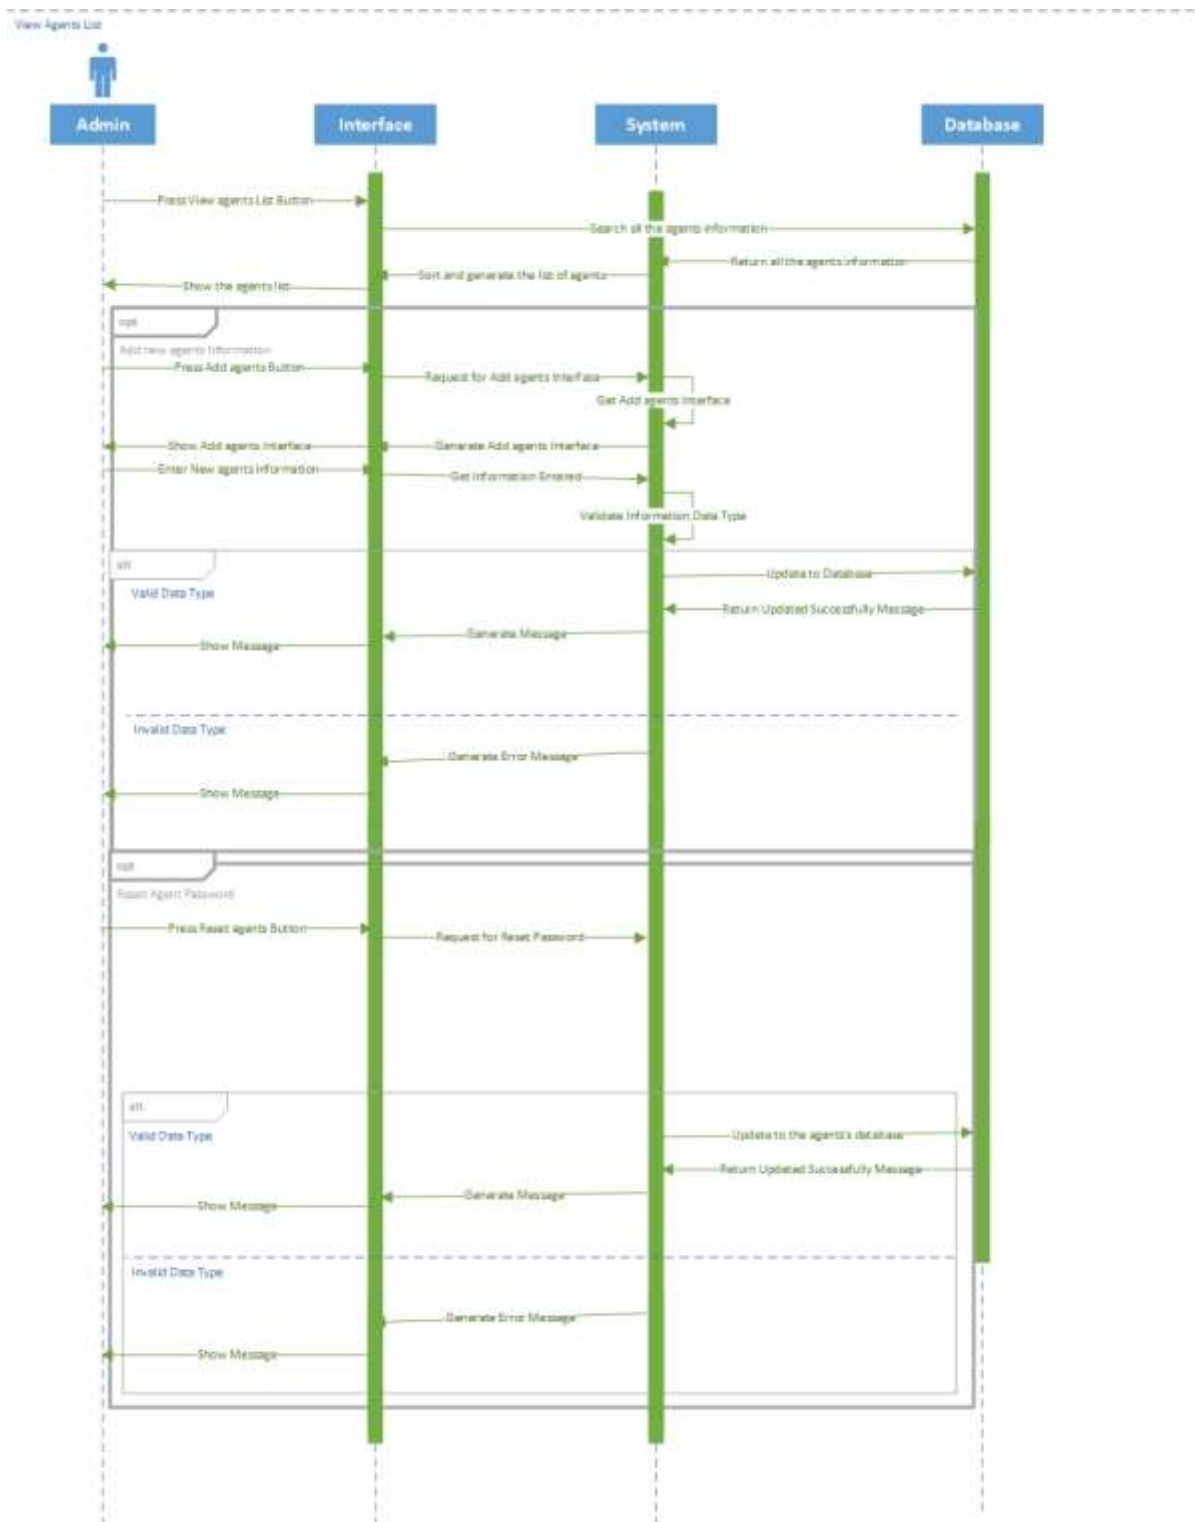 View Agents List
Admin
Interface
System
Database
Press View agents List Button
Search all the agents information
Return all the agents information
Sort and generate the list of agents
Show the agents list
opt
Add new agents Information
Press Add agents Button
Request for Add agents Interface
Get Add agents Interface
Show Add agents Interface
Generate Add agents Interface
Enter New agents information
Get Information Entered
Validate Information Data Type
alt
Update to Database
Valid Data Type
Return Updated Successfully Message
Generate Message
Show Message
Invalid Data Type
Generate Error Message
Show Message
opt
Reset Agent Password
Press Reset agents Button
Request for Reset Password
alt
Valid Data Type
Update to the agents's database
Return Updated Successfully Message
Generate Message
Show Message
Invalid Data Type
Generate Error Message
Show Message